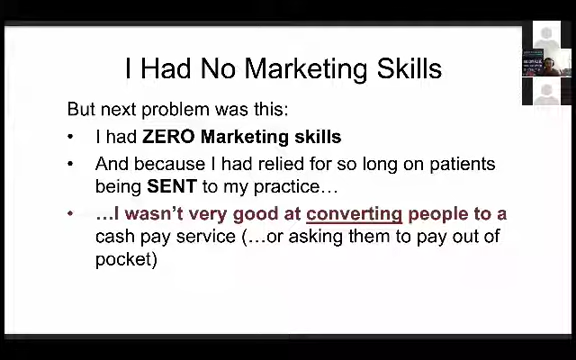 I Had No Marketing Skills
But next problem was this:
• I had ZERO Marketing skills
• And because I had relied for so long on patients
being SENT to my practice…
• …I wasn't very good at converting people to a
cash pay service (…or asking them to pay out of
pocket)